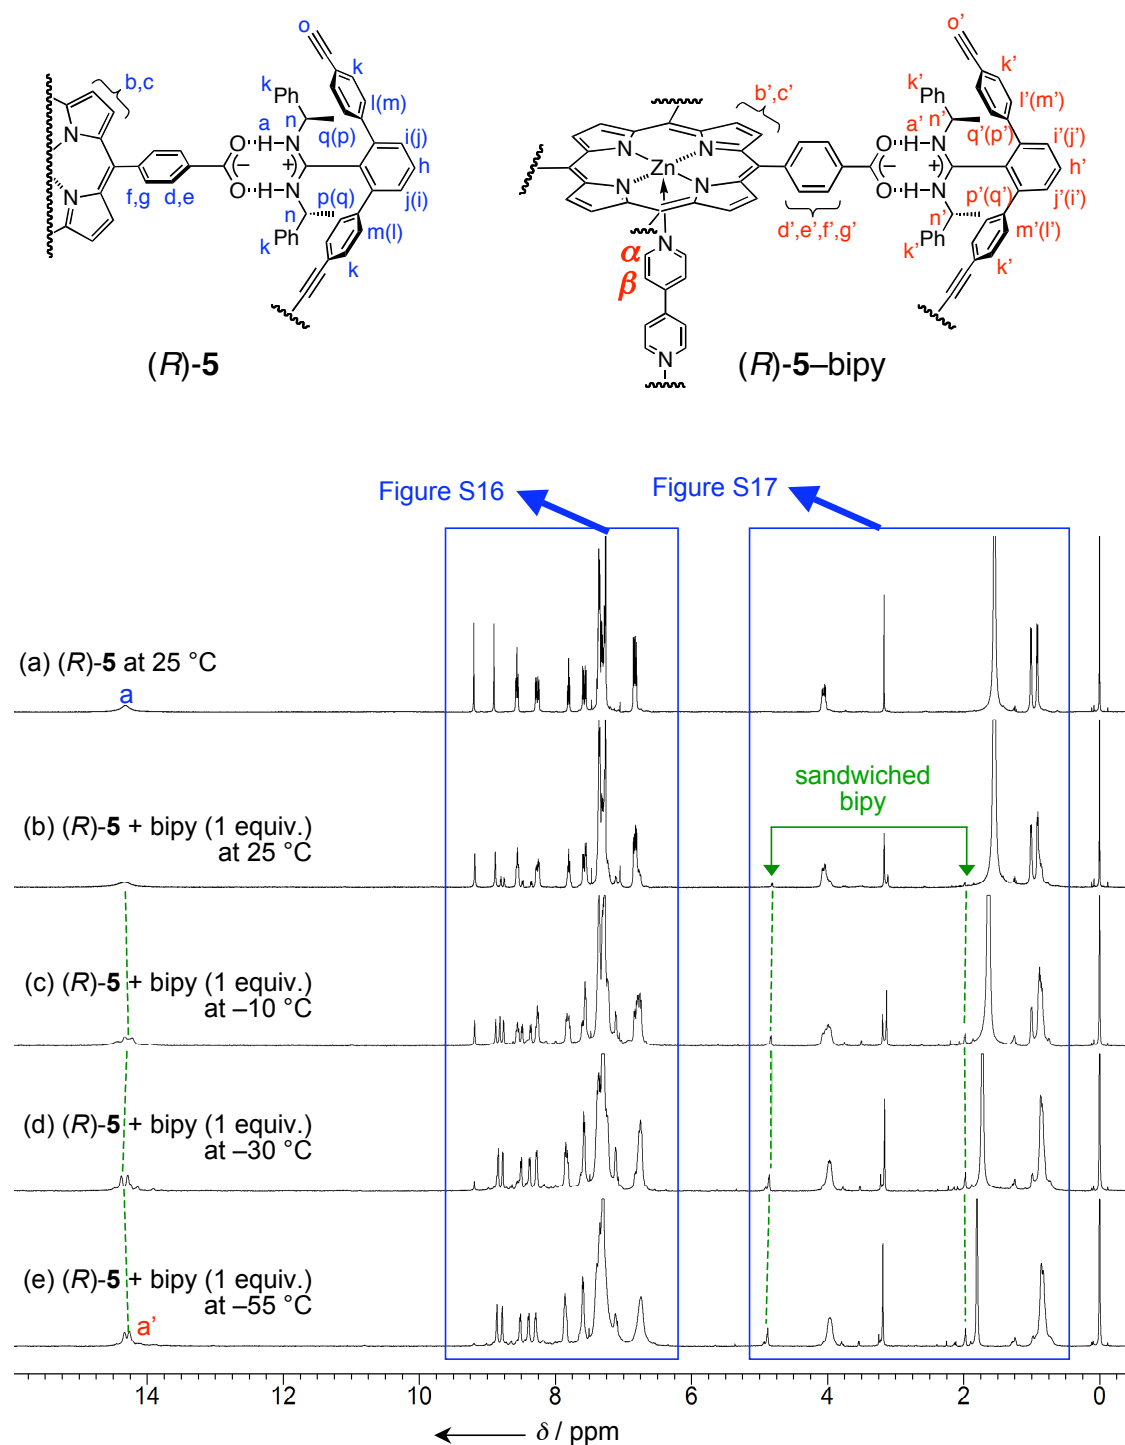 o
k
b,c
k
Ph
l(m)
a
n
q(p)
O
H
N
i(j)
–
+
h
N
N
O
H
N
f,g
d,e
p(q)
j(i)
n
Ph
m(l)
k
k
(R)-5
o'
k'
k'
b',c'
Ph
l'(m')
a'
n'
q'(p')
O
H
N
i'(j')
N
N
Zn
N
N
–
+
h'
O
H
N
p'(q')
j'(i')
d',e',f',g'
n'
Ph
m'(l')
k'
k'
N
α
β
N
(R)-5–bipy
Figure S16
Figure S17
(a) (R)-5 at 25 °C
a
sandwiched
bipy
(b) (R)-5 + bipy (1 equiv.)
at 25 °C
(c) (R)-5 + bipy (1 equiv.)
at –10 °C
(d) (R)-5 + bipy (1 equiv.)
at –30 °C
(e) (R)-5 + bipy (1 equiv.)
at –55 °C
a'
14 12 10 8 6 4 2 0
δ / ppm